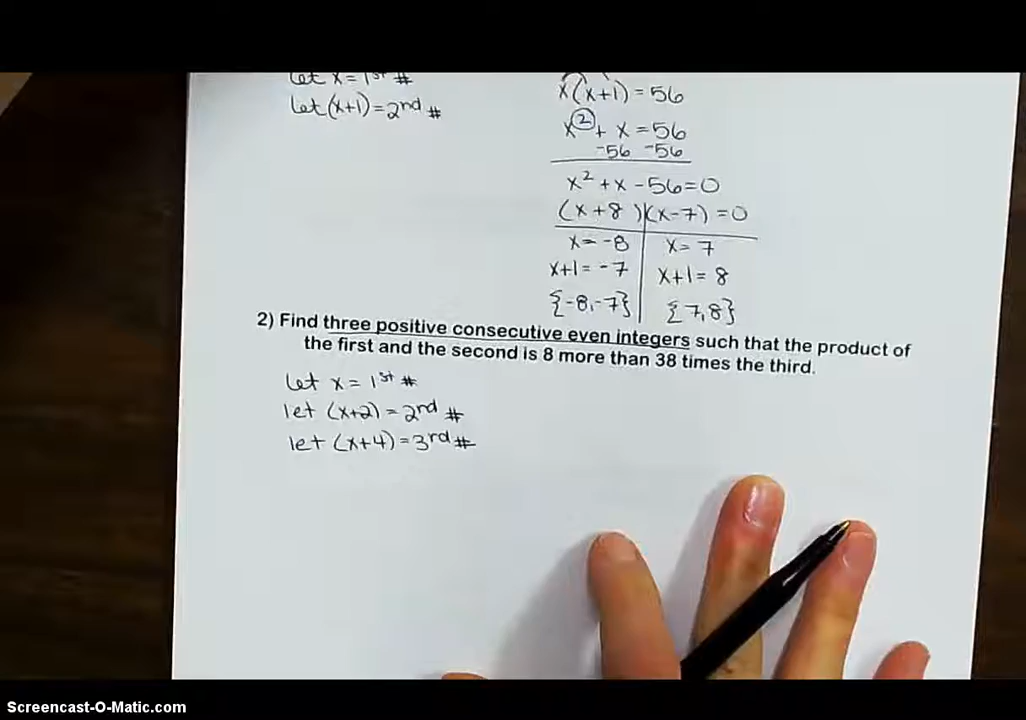 let x = 1st #
let (x+1) = 2nd #
x(x+1) = 56
x² + x = 56
-56 -56
x² + x - 56 = 0
(x + 8)(x - 7) = 0
x = -8 x = 7
x+1 = -7 x+1 = 8
{-8, -7} {7, 8}
2) Find three positive consecutive even integers such that the product of
the first and the second is 8 more than 38 times the third.
let x = 1st #
let (x+2) = 2nd #
let (x+4) = 3rd #
Screencast-O-Matic.com